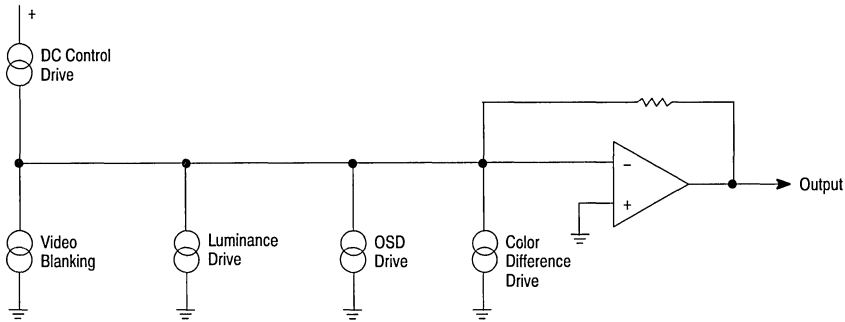 +
DC Control
Drive
Video
Blanking
Luminance
Drive
OSD
Drive
Color
Difference
Drive
−
+
Output